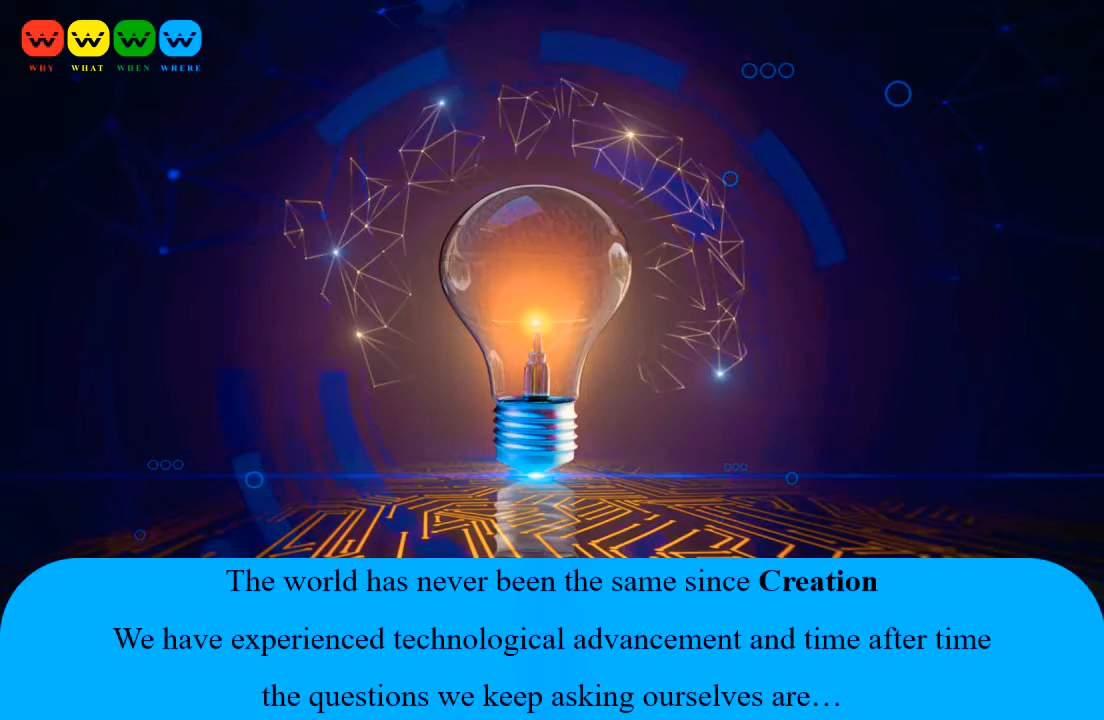 WHY WHAT WHEN WHERE
The world has never been the same since Creation
We have experienced technological advancement and time after time
the questions we keep asking ourselves are…